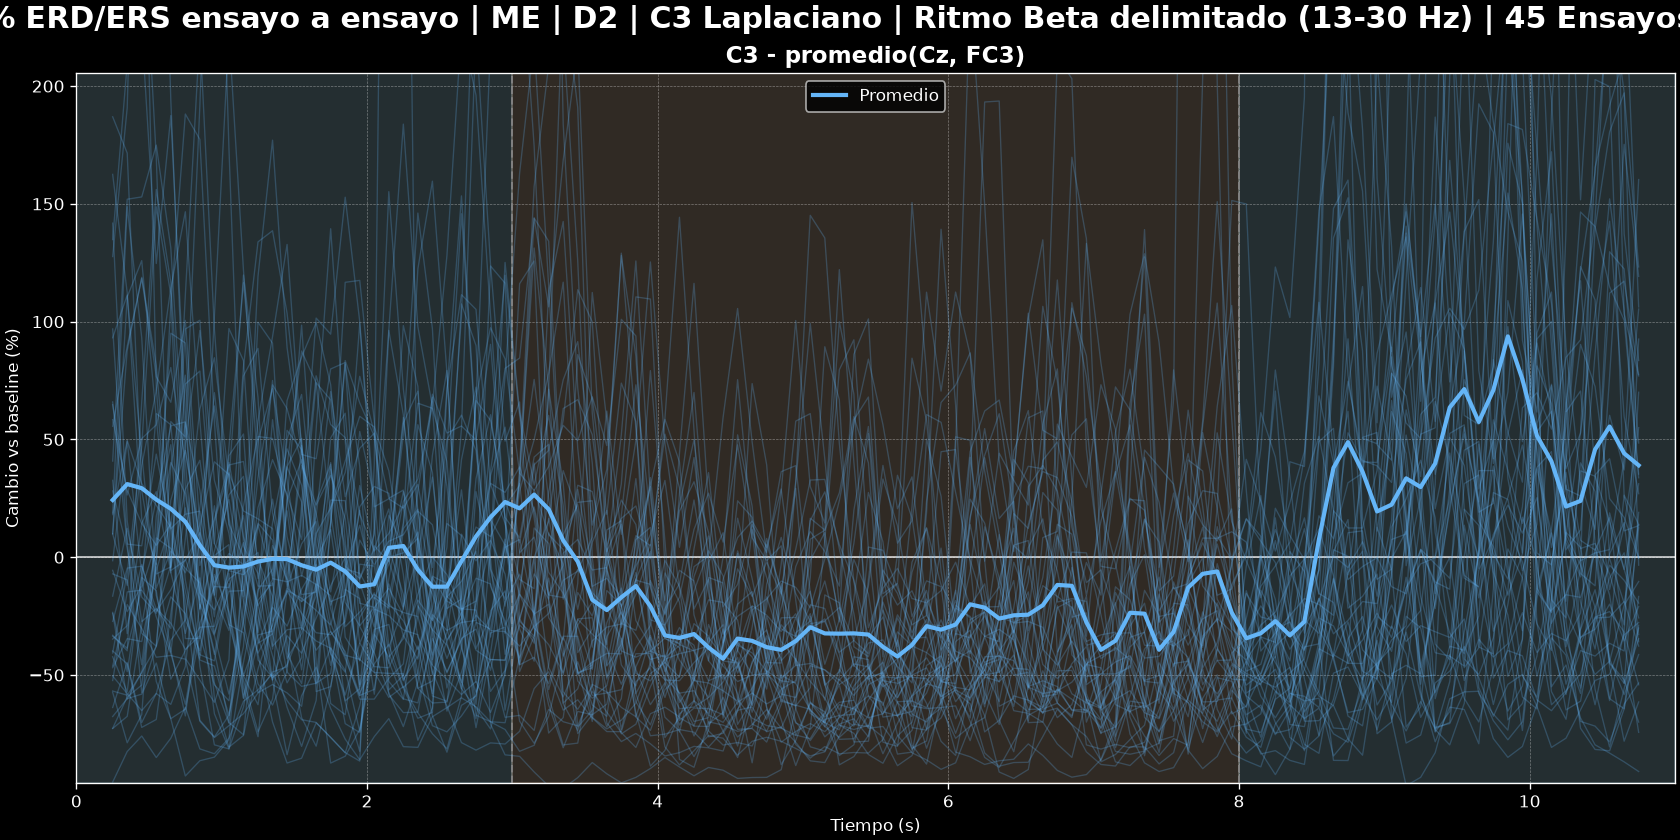 % ERD/ERS ensayo a ensayo | ME | D2 | C3 Laplaciano | Ritmo Beta delimitado (13-30 Hz) | 45 Ensayos
C3 - promedio(Cz, FC3)
Promedio
Cambio vs baseline (%)
200
150
100
50
0
−50
0 2 4 6 8 10
Tiempo (s)